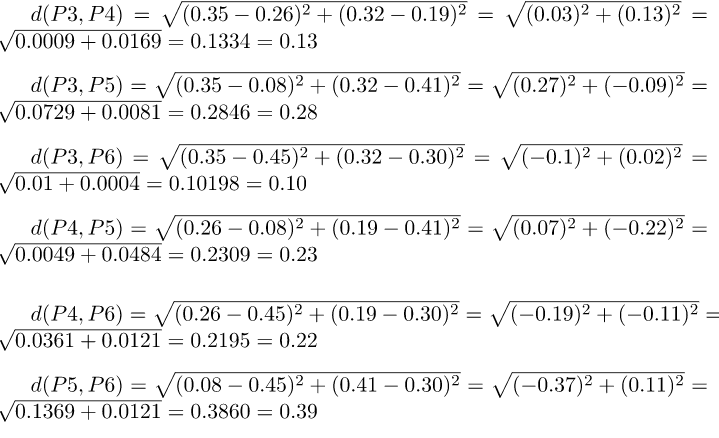 d(P3, P4) = √((0.35 − 0.26)² + (0.32 − 0.19)²) = √((0.03)² + (0.13)²) =
√(0.0009 + 0.0169) = 0.1334 = 0.13
d(P3, P5) = √((0.35 − 0.08)² + (0.32 − 0.41)²) = √((0.27)² + (−0.09)²) =
√(0.0729 + 0.0081) = 0.2846 = 0.28
d(P3, P6) = √((0.35 − 0.45)² + (0.32 − 0.30)²) = √((−0.1)² + (0.02)²) =
√(0.01 + 0.0004) = 0.10198 = 0.10
d(P4, P5) = √((0.26 − 0.08)² + (0.19 − 0.41)²) = √((0.07)² + (−0.22)²) =
√(0.0049 + 0.0484) = 0.2309 = 0.23
d(P4, P6) = √((0.26 − 0.45)² + (0.19 − 0.30)²) = √((−0.19)² + (−0.11)²) =
√(0.0361 + 0.0121) = 0.2195 = 0.22
d(P5, P6) = √((0.08 − 0.45)² + (0.41 − 0.30)²) = √((−0.37)² + (0.11)²) =
√(0.1369 + 0.0121) = 0.3860 = 0.39